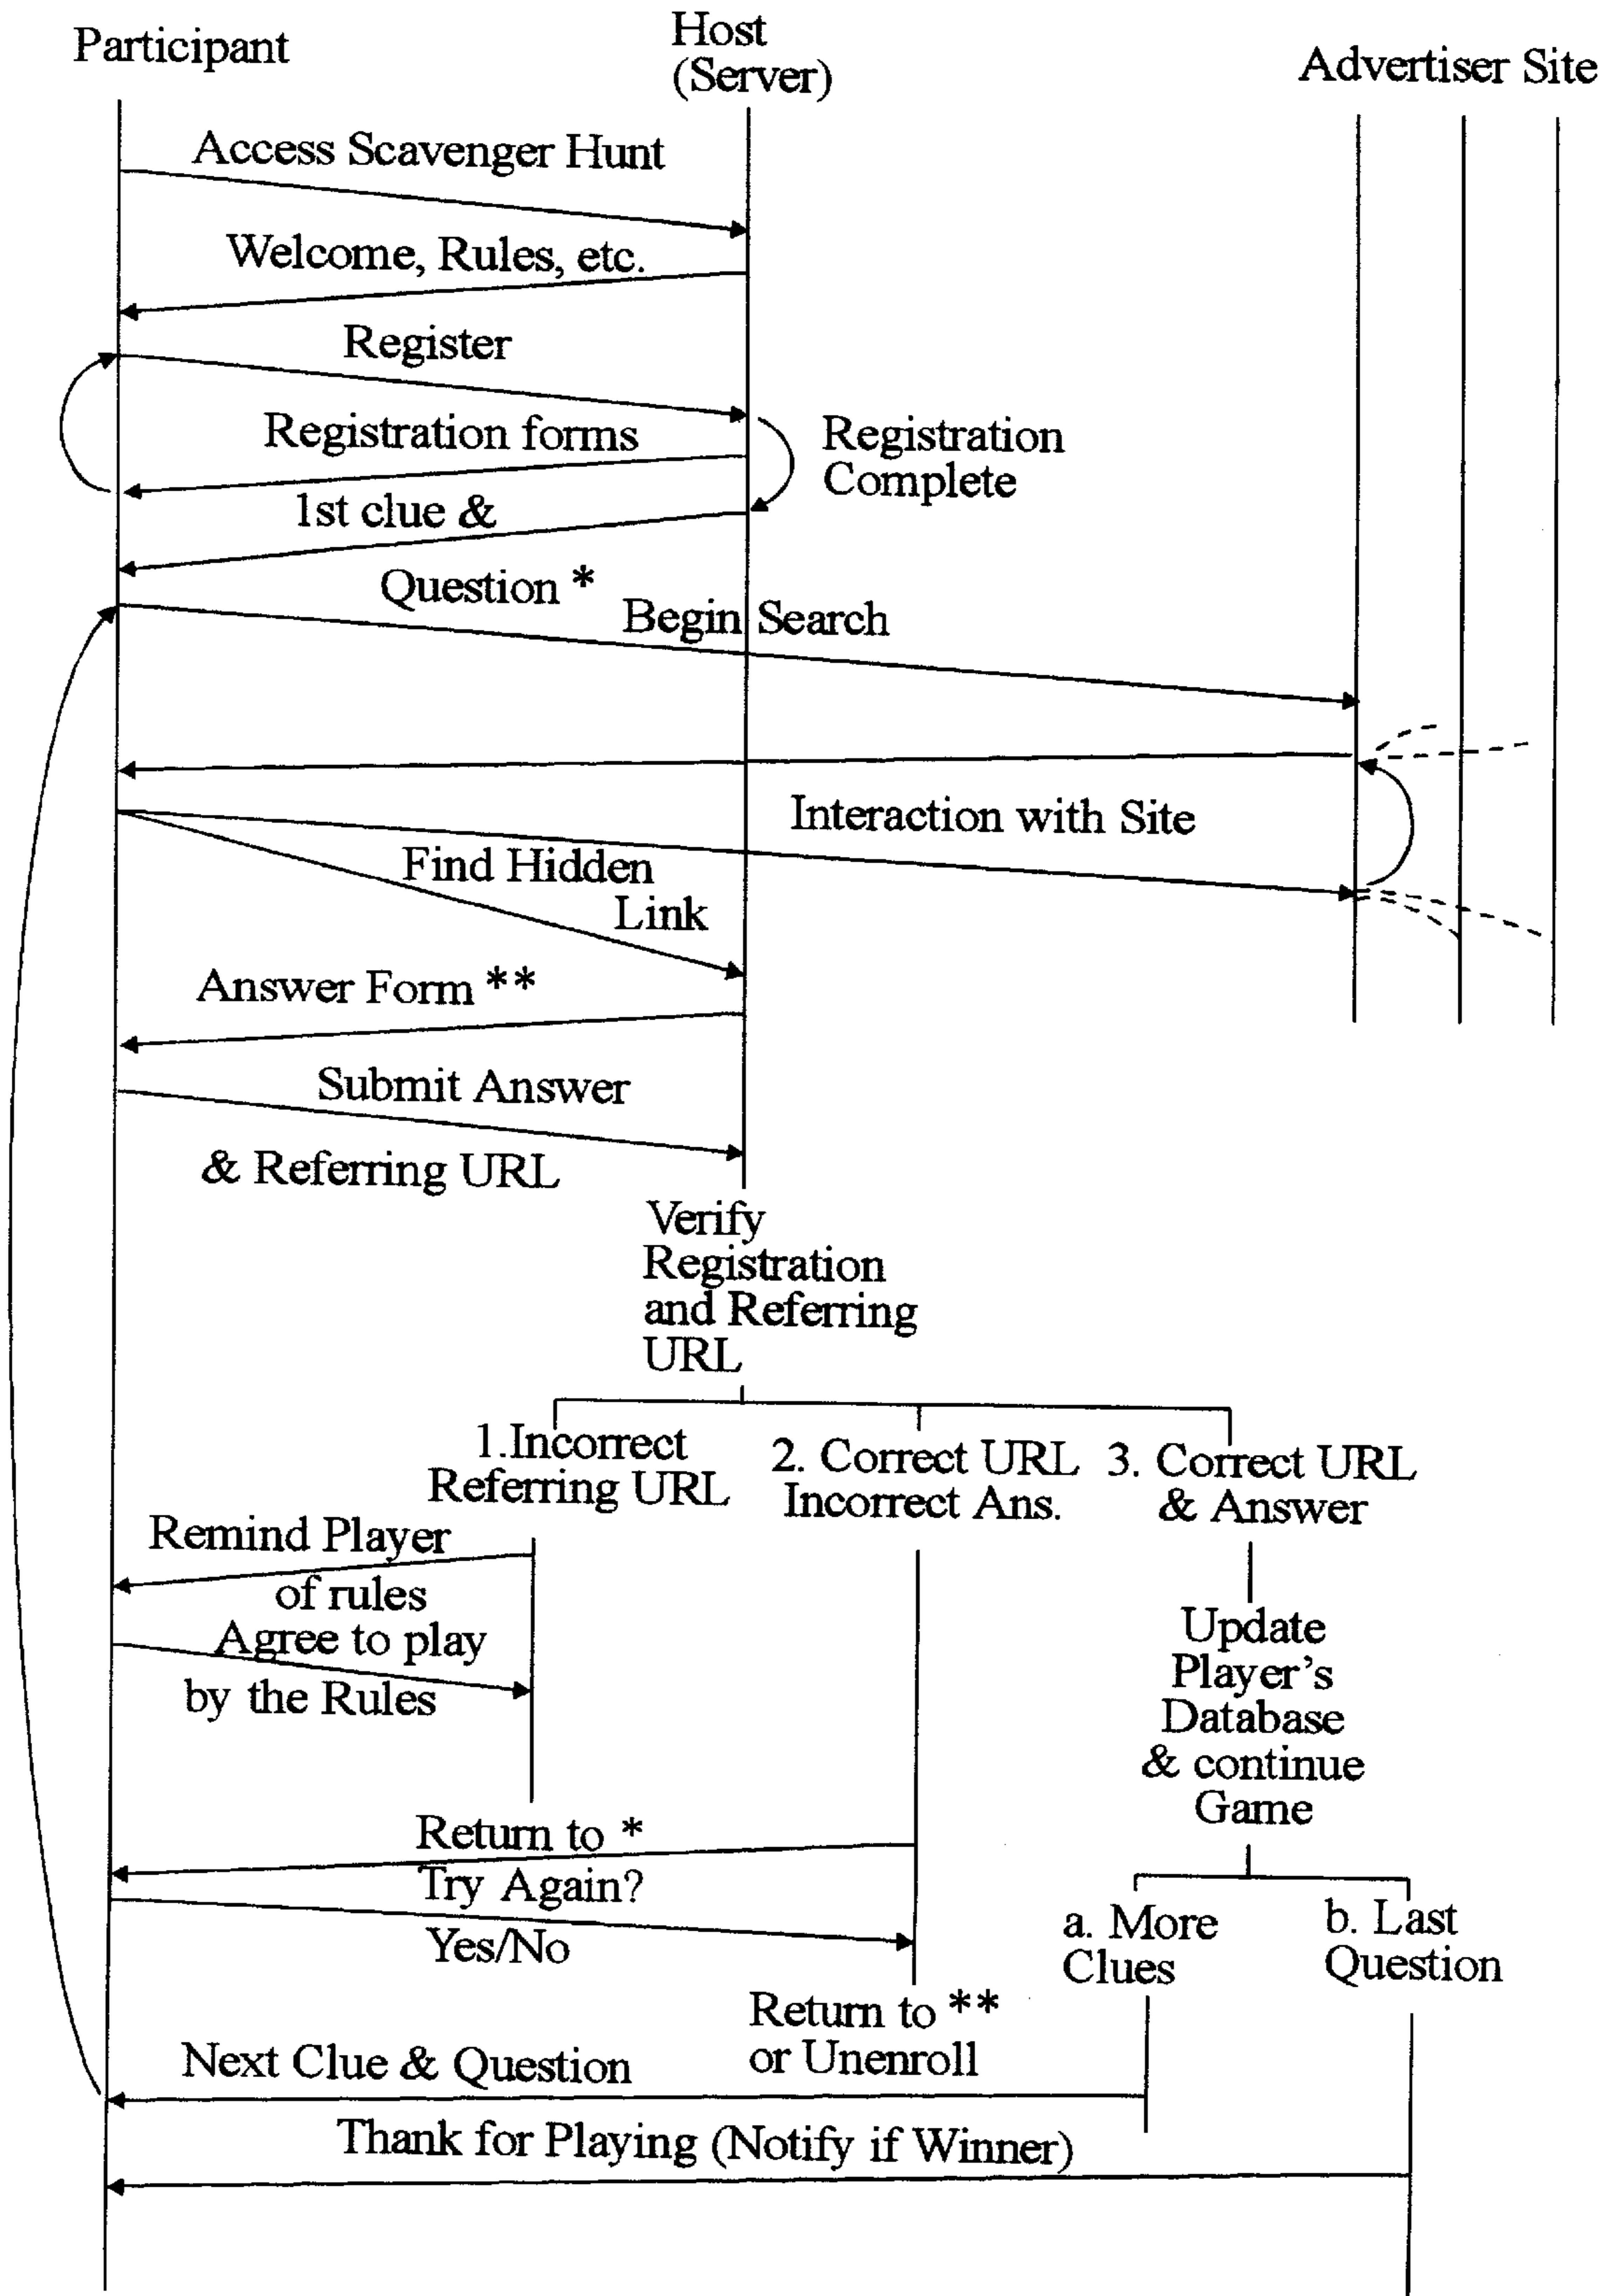 Participant
Host
(Server)
Advertiser Site
Access Scavenger Hunt
Welcome, Rules, etc.
Register
Registration forms
Registration
Complete
1st clue &
Question *
Begin Search
Interaction with Site
Find Hidden
Link
Answer Form **
Submit Answer
& Referring URL
Verify
Registration
and Referring
URL
1.Incorrect
Referring URL
2. Correct URL
Incorrect Ans.
3. Correct URL
& Answer
Remind Player
of rules
Agree to play
by the Rules
Update
Player's
Database
& continue
Game
Return to *
Try Again?
Yes/No
a. More
Clues
b. Last
Question
Return to **
or Unenroll
Next Clue & Question
Thank for Playing (Notify if Winner)